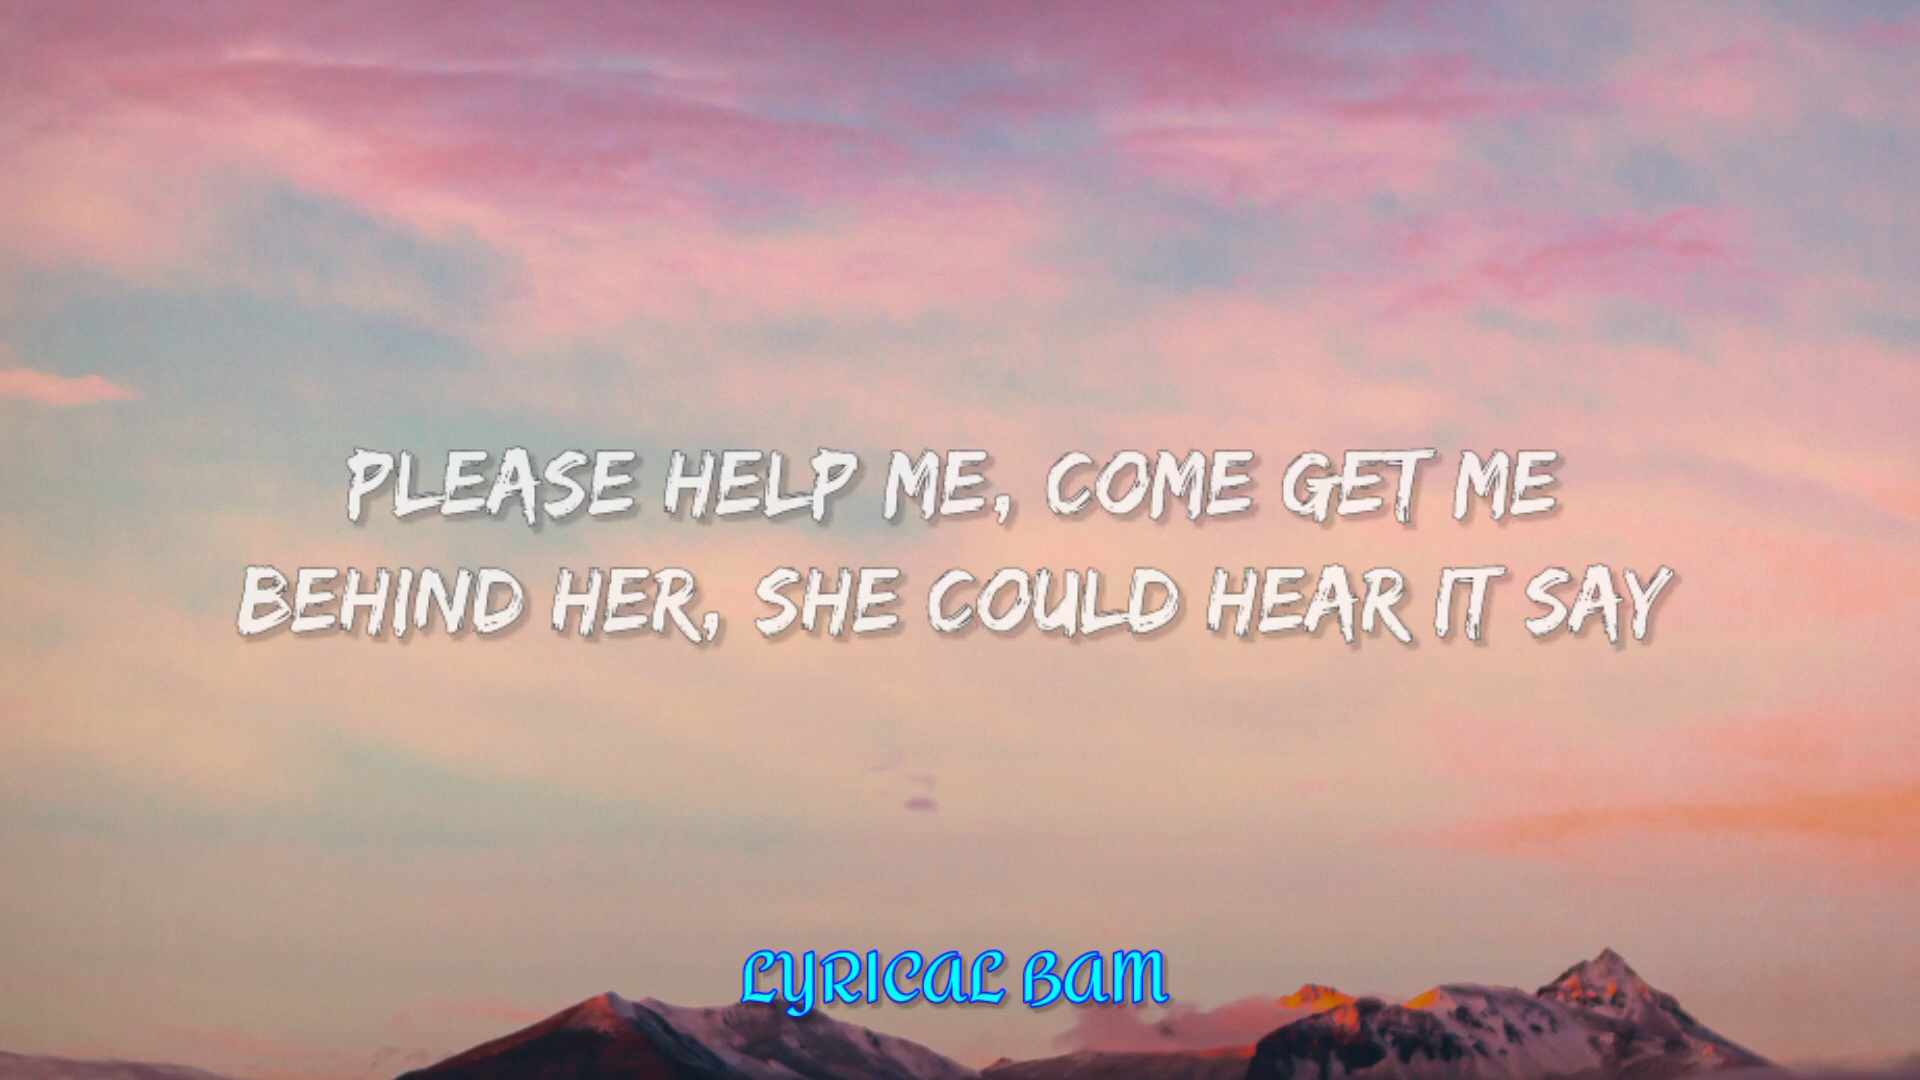 PLEASE HELP ME, COME GET ME
BEHIND HER, SHE COULD HEAR IT SAY
LYRICAL BAM